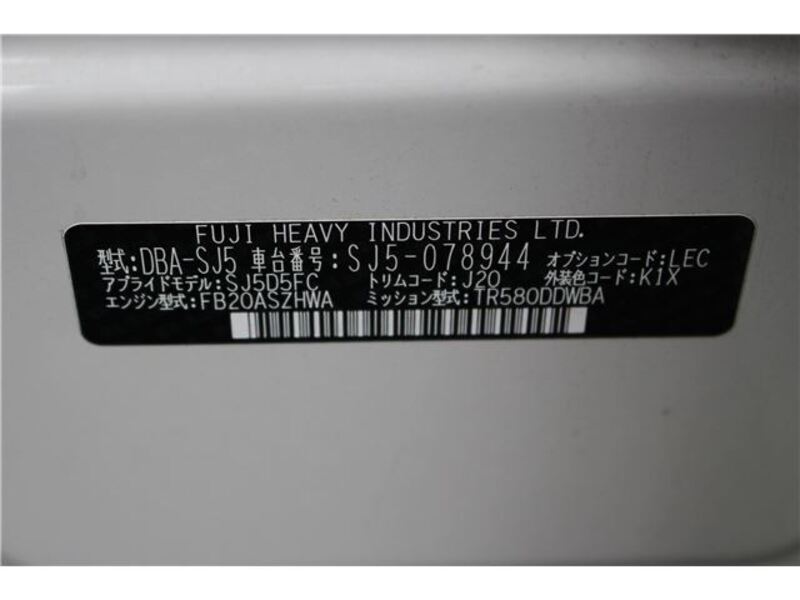 FUJI HEAVY INDUSTRIES LTD.
型式:DBA-SJ5 車台番号:SJ5-078944 オプションコード:LEC
アプライドモデル:SJ5D5FC トリムコード:J20 外装色コード:K1X
エンジン型式:FB20ASZHWA ミッション型式:TR580DDWBA